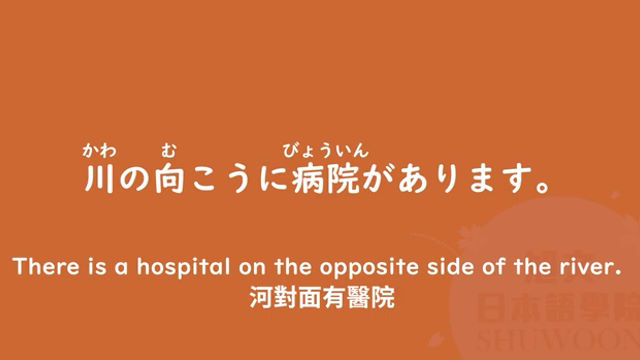 かわ む びょういん
川の向こうに病院があります。
There is a hospital on the opposite side of the river.
河對面有醫院
日本語學院
SHUWOON